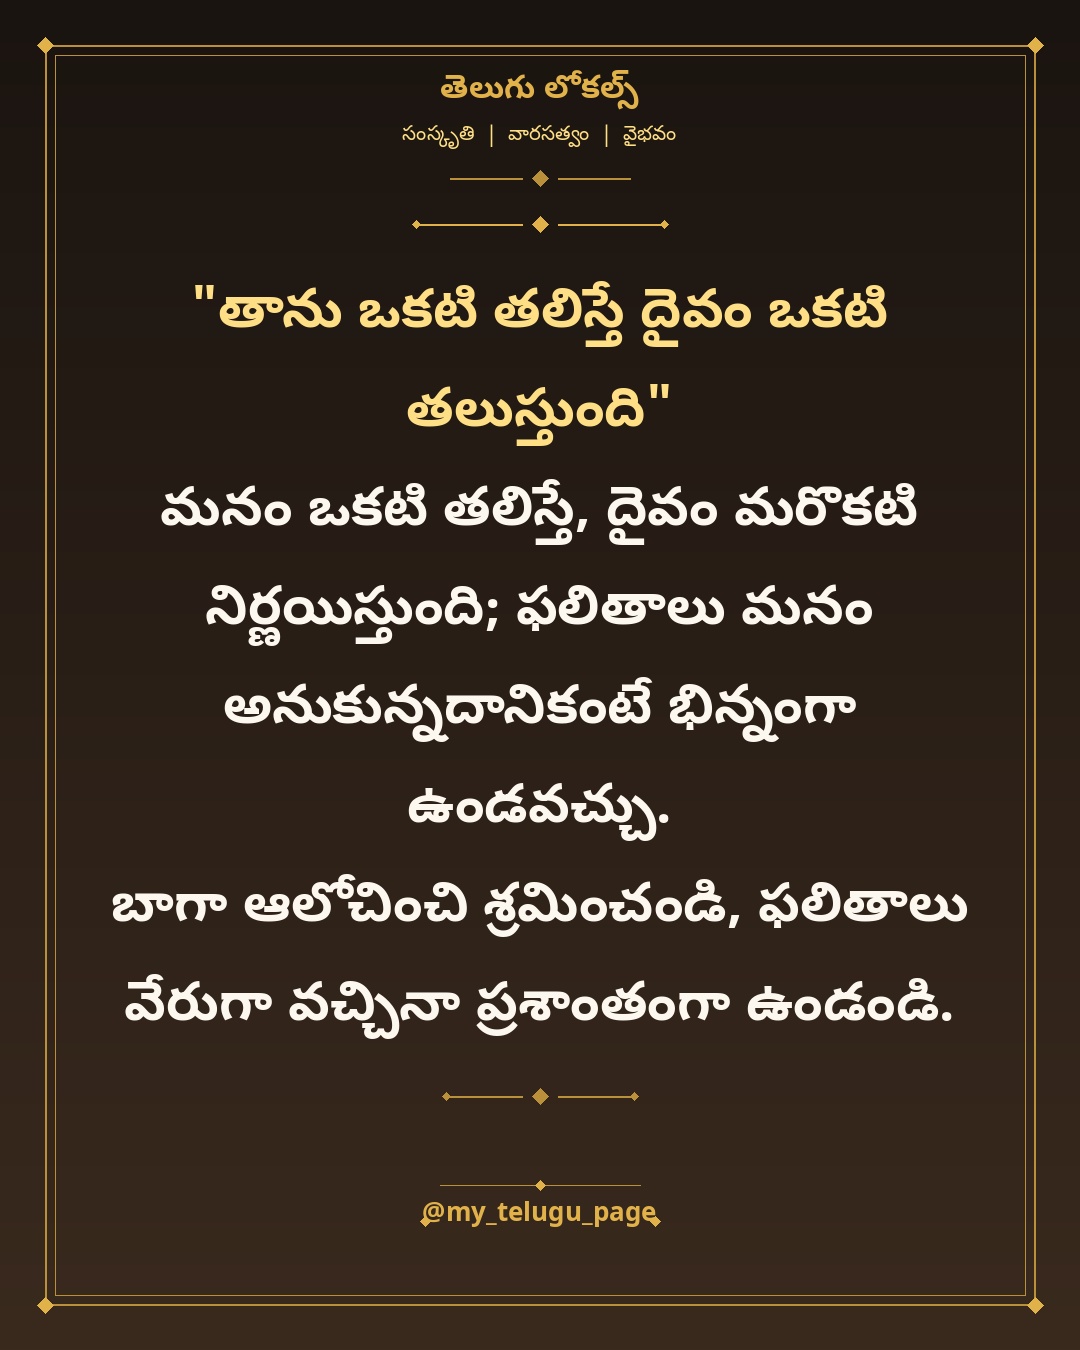 తెలుగు లోకల్స్
సంస్కృతి | వారసత్వం | వైభవం
"తాను ఒకటి తలిస్తే దైవం ఒకటి
తలుస్తుంది"
మనం ఒకటి తలిస్తే, దైవం మరొకటి
నిర్ణయిస్తుంది; ఫలితాలు మనం
అనుకున్నదానికంటే భిన్నంగా
ఉండవచ్చు.
బాగా ఆలోచించి శ్రమించండి, ఫలితాలు
వేరుగా వచ్చినా ప్రశాంతంగా ఉండండి.
@my_telugu_page